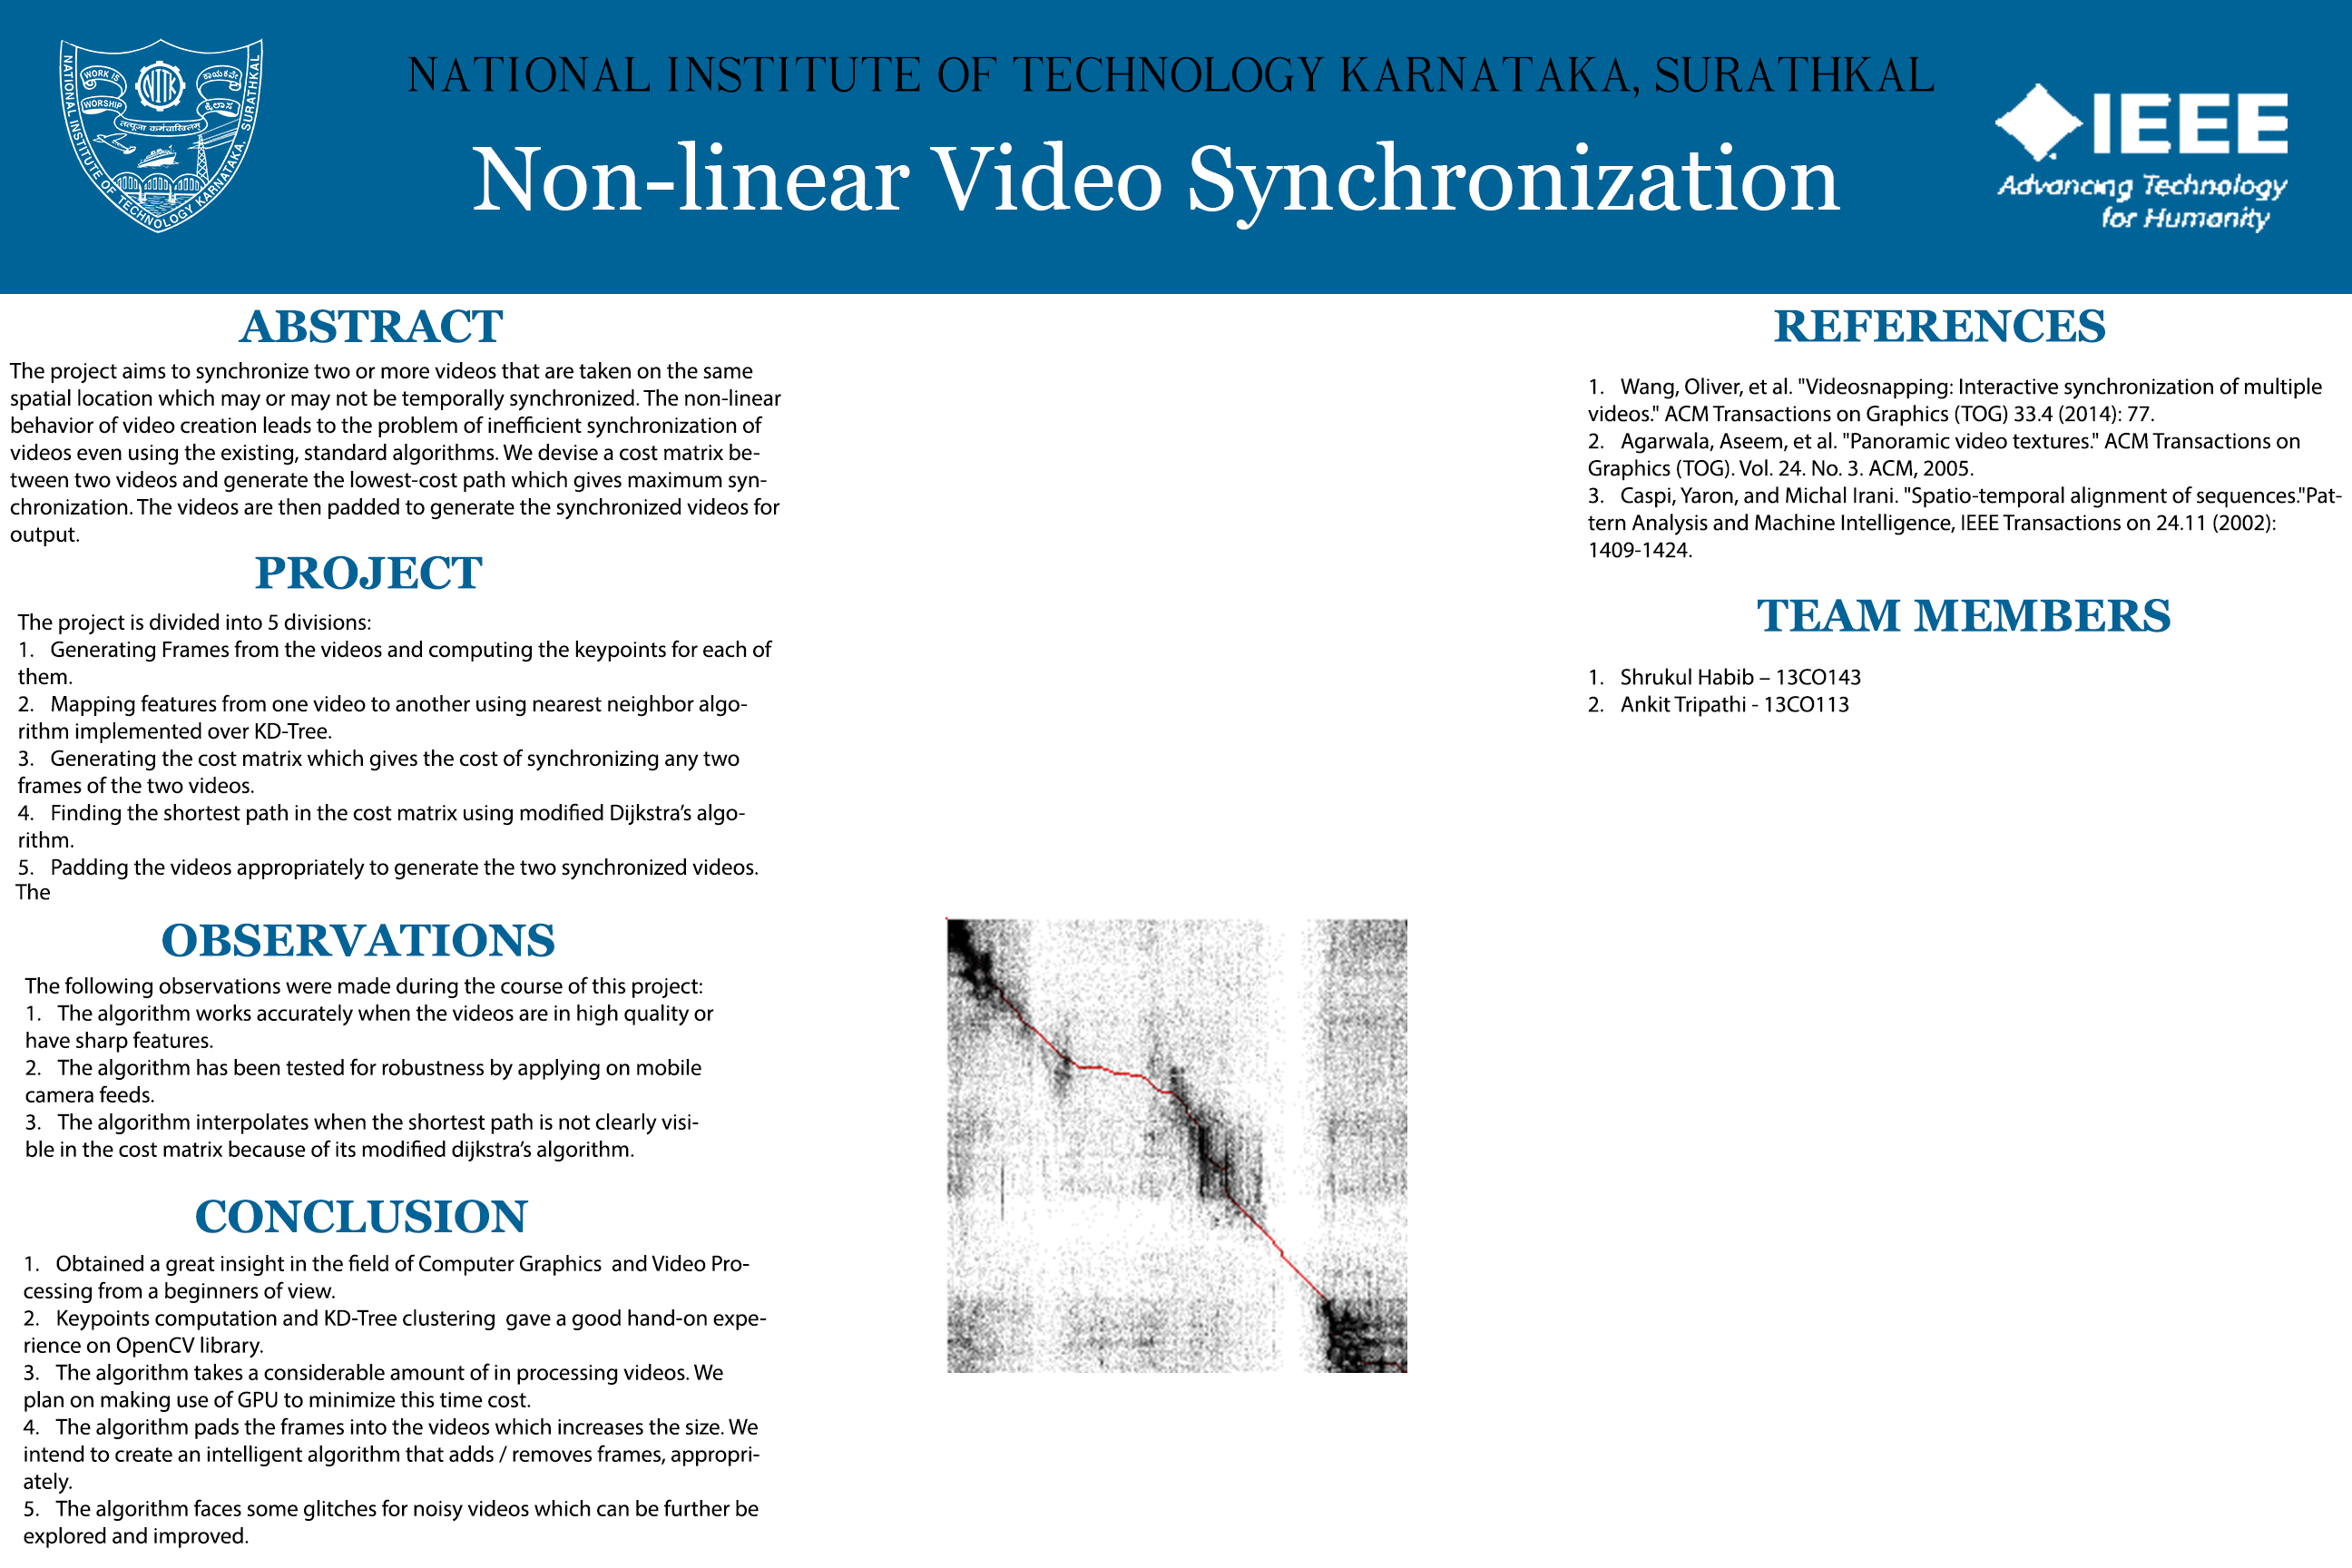 NATIONAL INSTITUTE OF TECHNOLOGY KARNATAKA, SURATHKAL
WORK IS
WORSHIP
NITK
ಕಾಯಕವೇ
ಕೈಲಾಸ
NATIONAL INSTITUTE OF TECHNOLOGY KARNATAKA, SURATHKAL
Non-linear Video Synchronization
IEEE
Advancing Technology
for Humanity
ABSTRACT
The project aims to synchronize two or more videos that are taken on the same
spatial location which may or may not be temporally synchronized. The non-linear
behavior of video creation leads to the problem of inefficient synchronization of
videos even using the existing, standard algorithms. We devise a cost matrix be-
tween two videos and generate the lowest-cost path which gives maximum syn-
chronization. The videos are then padded to generate the synchronized videos for
output.
PROJECT
The project is divided into 5 divisions:
1. Generating Frames from the videos and computing the keypoints for each of
them.
2. Mapping features from one video to another using nearest neighbor algo-
rithm implemented over KD-Tree.
3. Generating the cost matrix which gives the cost of synchronizing any two
frames of the two videos.
4. Finding the shortest path in the cost matrix using modified Dijkstra's algo-
rithm.
5. Padding the videos appropriately to generate the two synchronized videos.
The
OBSERVATIONS
The following observations were made during the course of this project:
1. The algorithm works accurately when the videos are in high quality or
have sharp features.
2. The algorithm has been tested for robustness by applying on mobile
camera feeds.
3. The algorithm interpolates when the shortest path is not clearly visi-
ble in the cost matrix because of its modified dijkstra's algorithm.
CONCLUSION
1. Obtained a great insight in the field of Computer Graphics and Video Pro-
cessing from a beginners of view.
2. Keypoints computation and KD-Tree clustering gave a good hand-on expe-
rience on OpenCV library.
3. The algorithm takes a considerable amount of in processing videos. We
plan on making use of GPU to minimize this time cost.
4. The algorithm pads the frames into the videos which increases the size. We
intend to create an intelligent algorithm that adds / removes frames, appropri-
ately.
5. The algorithm faces some glitches for noisy videos which can be further be
explored and improved.
REFERENCES
1. Wang, Oliver, et al. "Videosnapping: Interactive synchronization of multiple
videos." ACM Transactions on Graphics (TOG) 33.4 (2014): 77.
2. Agarwala, Aseem, et al. "Panoramic video textures." ACM Transactions on
Graphics (TOG). Vol. 24. No. 3. ACM, 2005.
3. Caspi, Yaron, and Michal Irani. "Spatio-temporal alignment of sequences."Pat-
tern Analysis and Machine Intelligence, IEEE Transactions on 24.11 (2002):
1409-1424.
TEAM MEMBERS
1. Shrukul Habib – 13CO143
2. Ankit Tripathi - 13CO113